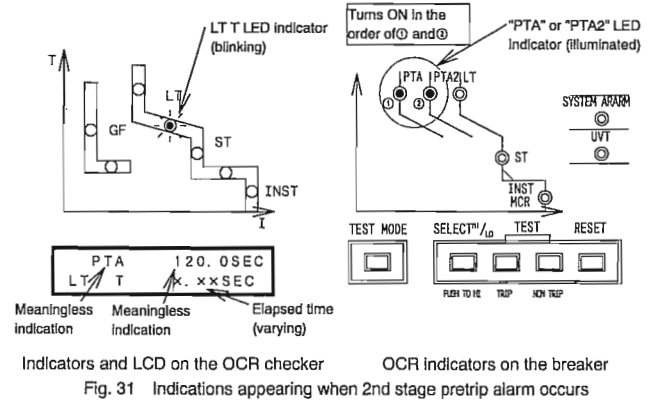 LT T LED indicator
(blinking)
T
LT
GF
ST
INST
I
PTA 120.0SEC
LT T x.xxSEC
Meaningless
indication
Meaningless
indication
Elapsed time
(varying)
Indicators and LCD on the OCR checker
Turns ON in the
order of① and②
"PTA" or "PTA2" LED
Indicator (illuminated)
PTA PTA2 LT
① ②
ST
INST
MCR
SYSTEM ARARM
UVT
TEST MODE
SELECT HI/LO TEST RESET
PUSH TO HI TRIP NON TRIP
OCR indicators on the breaker
Fig. 31 Indications appearing when 2nd stage pretrip alarm occurs